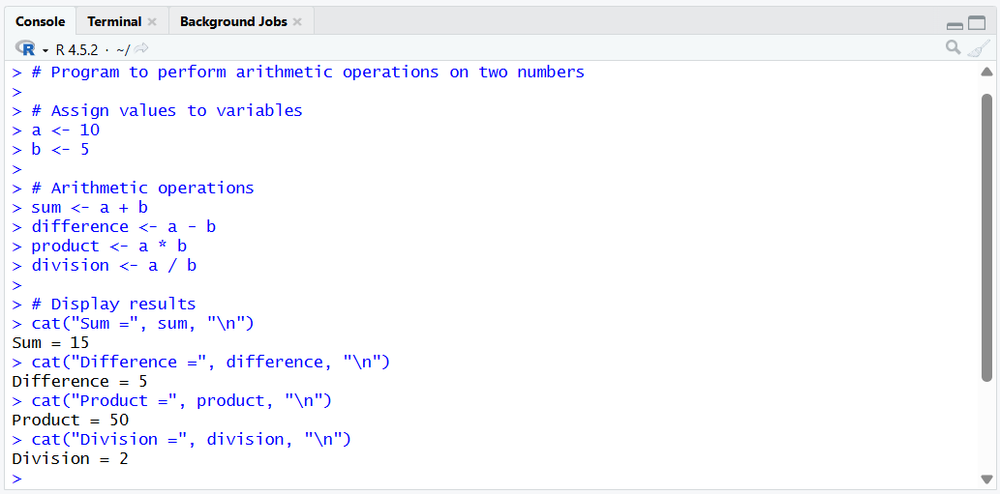 Console Terminal Background Jobs
R R 4.5.2 · ~/
> # Program to perform arithmetic operations on two numbers
>
> # Assign values to variables
> a <- 10
> b <- 5
>
> # Arithmetic operations
> sum <- a + b
> difference <- a - b
> product <- a * b
> division <- a / b
>
> # Display results
> cat("Sum =", sum, "\n")
Sum = 15
> cat("Difference =", difference, "\n")
Difference = 5
> cat("Product =", product, "\n")
Product = 50
> cat("Division =", division, "\n")
Division = 2
>